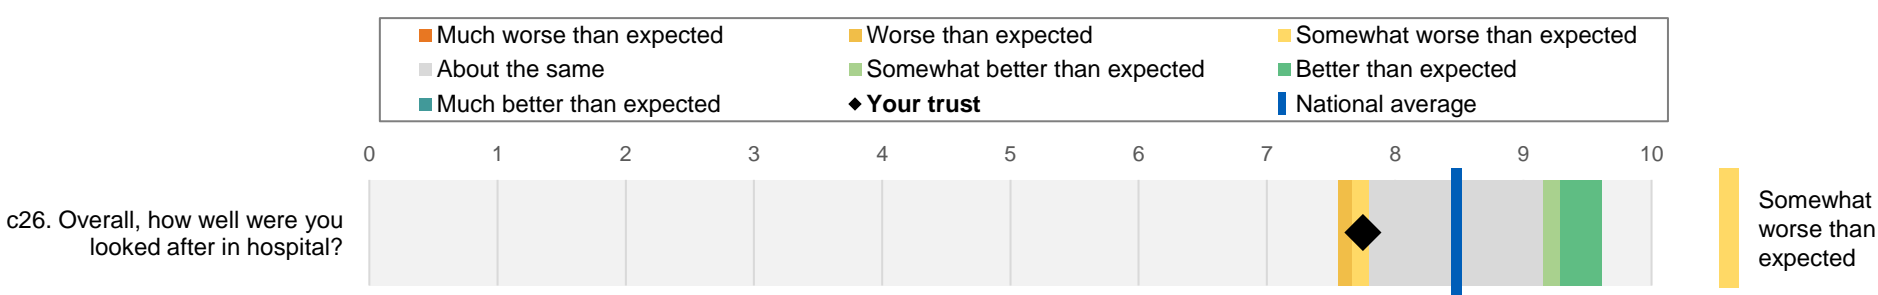 Much worse than expected
Worse than expected
Somewhat worse than expected
About the same
Somewhat better than expected
Better than expected
Much better than expected
Your trust
National average
0 1 2 3 4 5 6 7 8 9 10
c26. Overall, how well were you
looked after in hospital?
Somewhat
worse than
expected